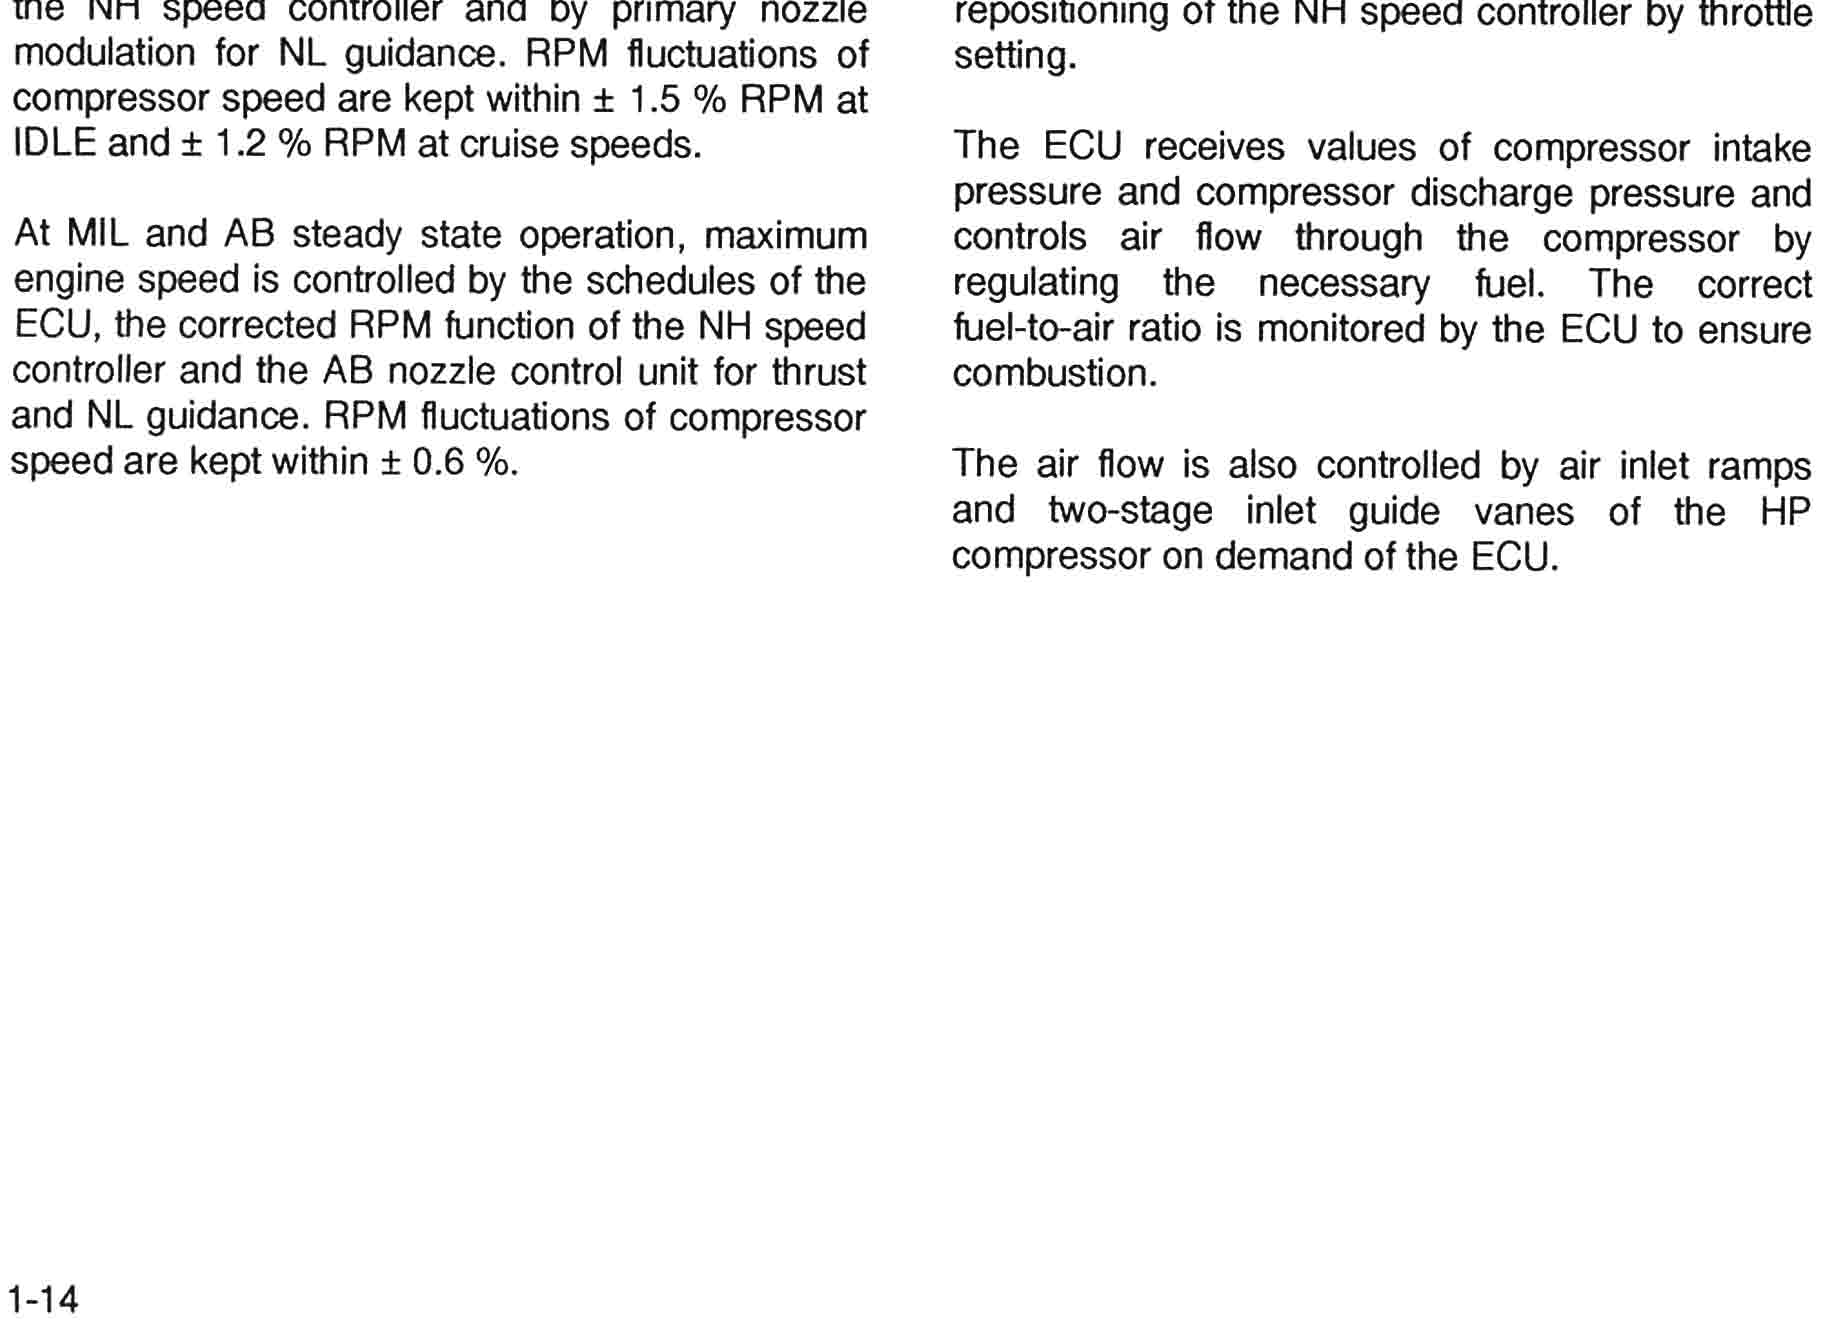 the NH speed controller and by primary nozzle
modulation for NL guidance. RPM fluctuations of
compressor speed are kept within ± 1.5 % RPM at
IDLE and ± 1.2 % RPM at cruise speeds.
At MIL and AB steady state operation, maximum
engine speed is controlled by the schedules of the
ECU, the corrected RPM function of the NH speed
controller and the AB nozzle control unit for thrust
and NL guidance. RPM fluctuations of compressor
speed are kept within ± 0.6 %.
repositioning of the NH speed controller by throttle
setting.
The ECU receives values of compressor intake
pressure and compressor discharge pressure and
controls air flow through the compressor by
regulating the necessary fuel. The correct
fuel-to-air ratio is monitored by the ECU to ensure
combustion.
The air flow is also controlled by air inlet ramps
and two-stage inlet guide vanes of the HP
compressor on demand of the ECU.
1-14